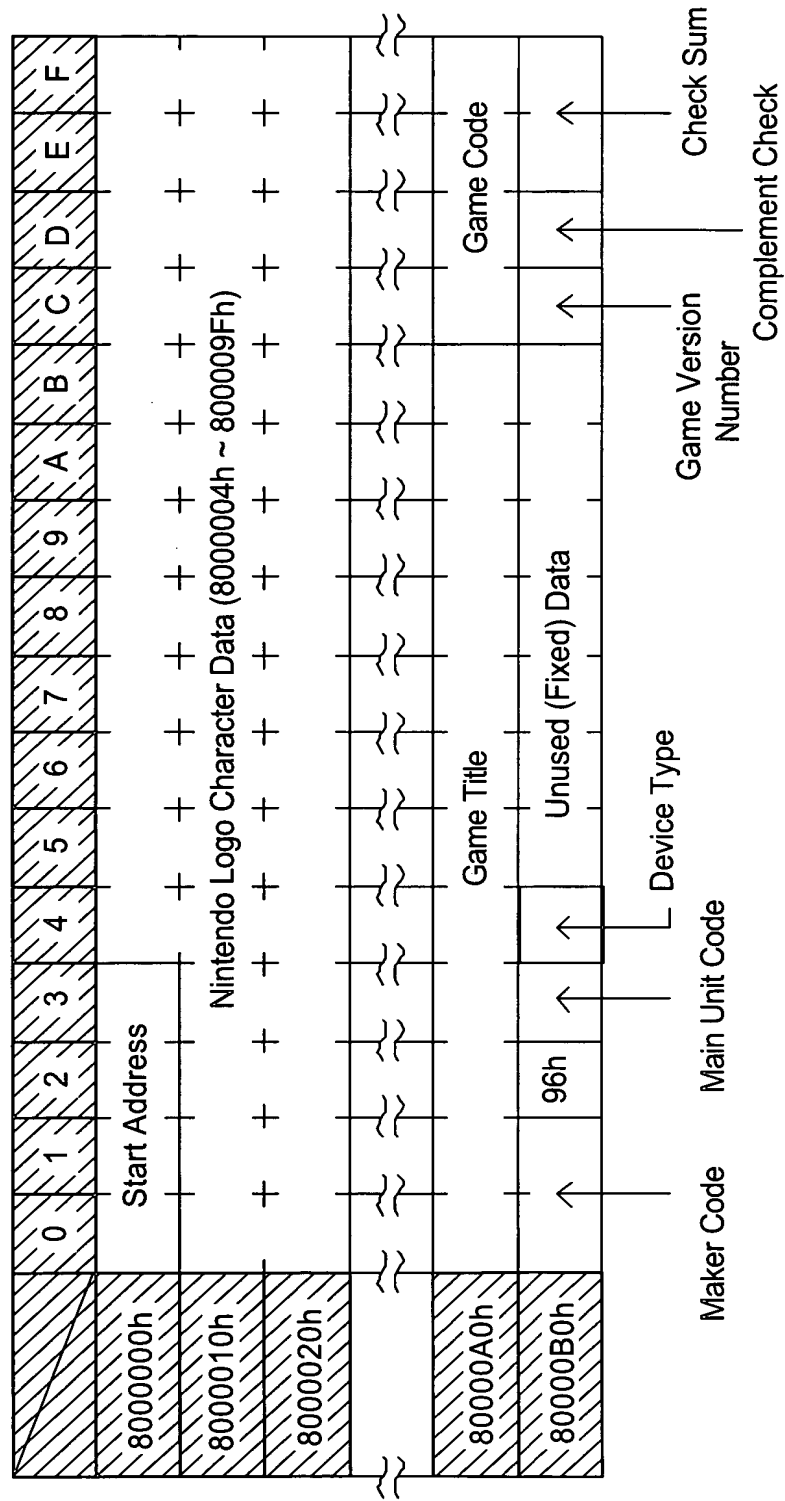 0 1 2 3 4 5 6 7 8 9 A B C D E F
8000000h
Start Address
8000010h
Nintendo Logo Character Data (8000004h ~ 800009Fh)
8000020h
80000A0h
Game Title
Game Code
80000B0h
96h
Unused (Fixed) Data
Maker Code
Main Unit Code
Device Type
Game Version
Number
Complement Check
Check Sum